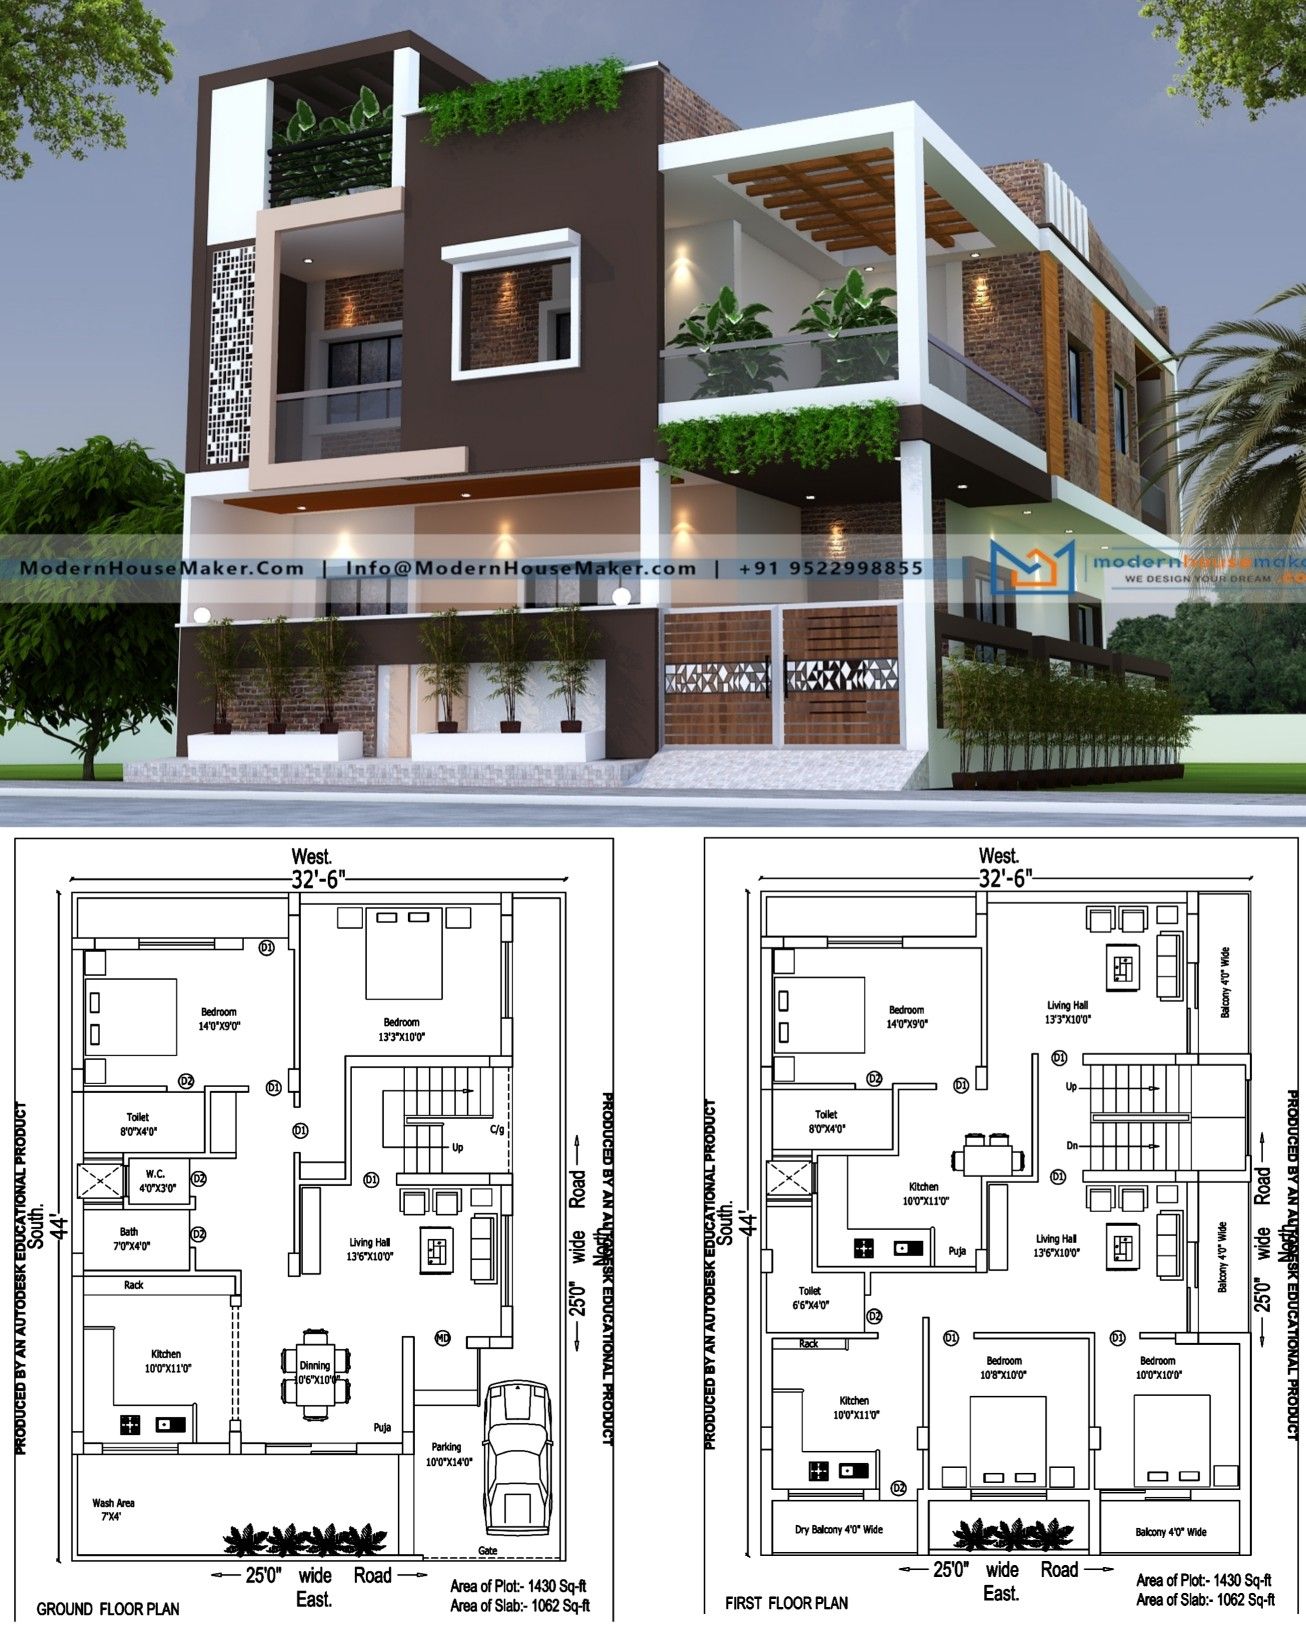 ModernHouseMaker.Com | Info@ModernHouseMaker.com | +91 9522998855
modernhousemake
WE DESIGN YOUR DREAM .co
West.
32'-6"
D1
Bedroom
14'0"X9'0"
Bedroom
13'3"X10'0"
D2
D1
Toilet
8'0"X4'0"
D1
Up
C/g
W.C.
4'0"X3'0"
D2
D1
Bath
7'0"X4'0"
D2
Living Hall
13'6"X10'0"
Rack
MD
Kitchen
10'0"X11'0"
Dinning
10'6"X10'0"
Puja
Parking
10'0"X14'0"
Wash Area
7'X4'
Gate
South.
44'
25'0" wide Road
North
PRODUCED BY AN AUTODESK EDUCATIONAL PRODUCT
PRODUCED BY AN AUTODESK EDUCATIONAL PRODUCT
25'0" wide Road
East.
Area of Plot:- 1430 Sq-ft
Area of Slab:- 1062 Sq-ft
GROUND FLOOR PLAN
West.
32'-6"
Balcony 4'0" Wide
Living Hall
13'3"X10'0"
Bedroom
14'0"X9'0"
D1
D2
D1
Up
Toilet
8'0"X4'0"
Dn
Kitchen
10'0"X11'0"
D1
Puja
Living Hall
13'6"X10'0"
Balcony 4'0" Wide
Toilet
6'6"X4'0"
D2
Rack
D1
D1
Bedroom
10'8"X10'0"
Bedroom
10'0"X10'0"
Kitchen
10'0"X11'0"
D2
Dry Balcony 4'0" Wide
Balcony 4'0" Wide
South.
44'
25'0" wide Road
North
PRODUCED BY AN AUTODESK EDUCATIONAL PRODUCT
PRODUCED BY AN AUTODESK EDUCATIONAL PRODUCT
25'0" wide Road
East.
Area of Plot:- 1430 Sq-ft
Area of Slab:- 1062 Sq-ft
FIRST FLOOR PLAN